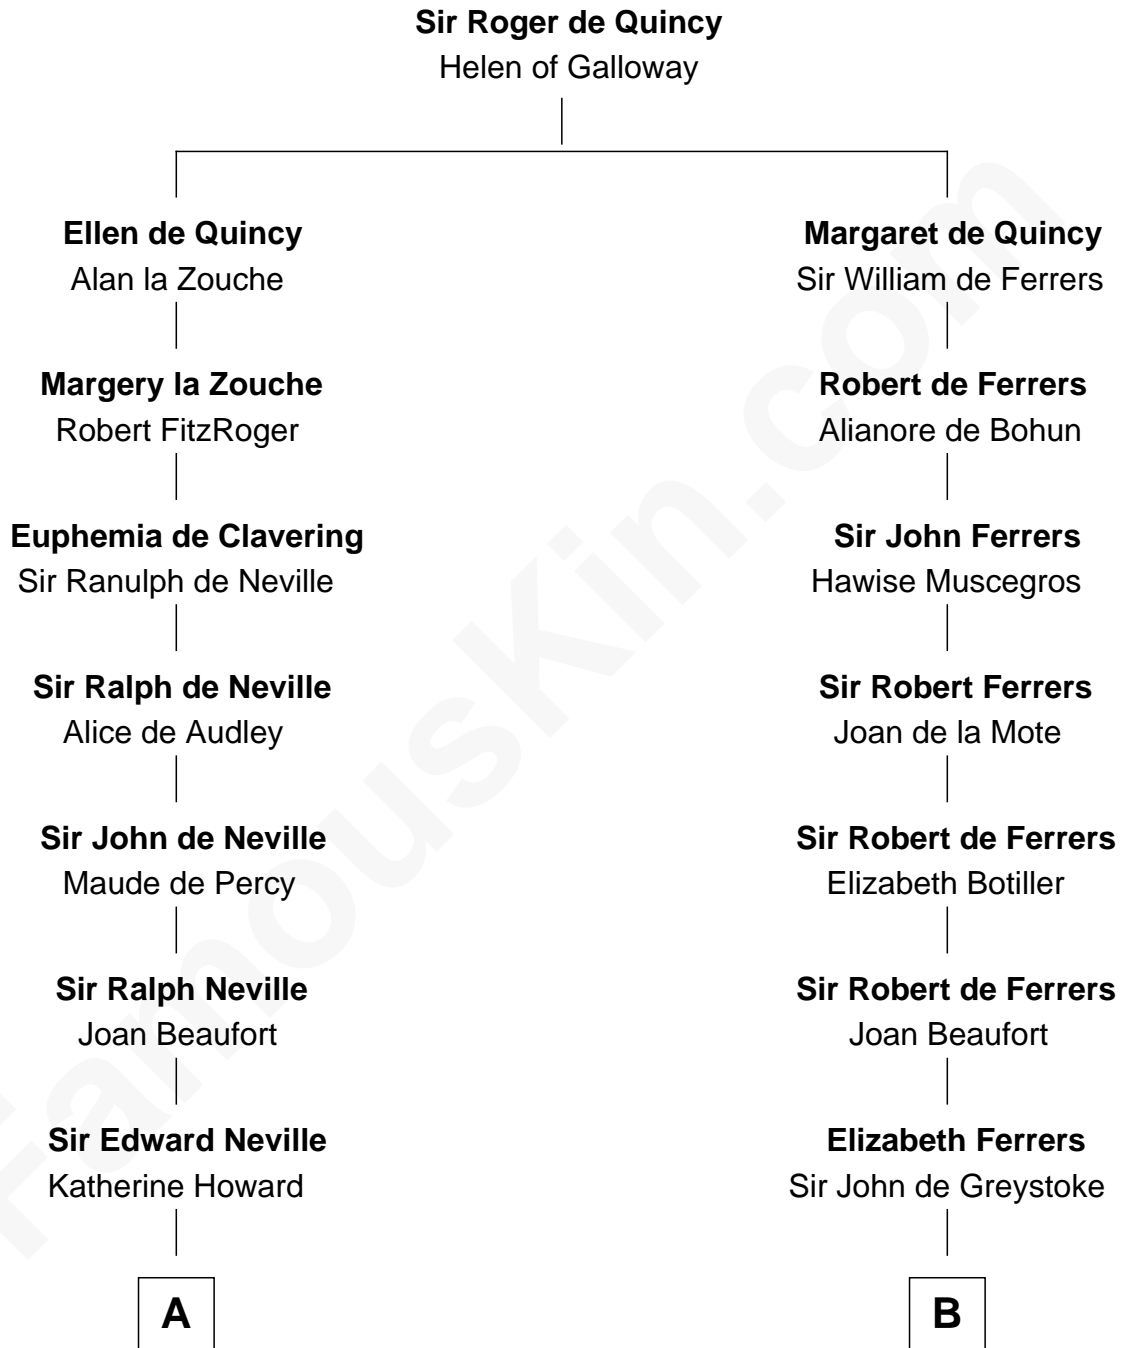 Sir Roger de Quincy
Helen of Galloway
Ellen de Quincy
Alan la Zouche
Margaret de Quincy
Sir William de Ferrers
Margery la Zouche
Robert FitzRoger
Robert de Ferrers
Alianore de Bohun
Euphemia de Clavering
Sir Ranulph de Neville
Sir John Ferrers
Hawise Muscegros
Sir Ralph de Neville
Alice de Audley
Sir Robert Ferrers
Joan de la Mote
Sir John de Neville
Maude de Percy
Sir Robert de Ferrers
Elizabeth Botiller
Sir Ralph Neville
Joan Beaufort
Sir Robert de Ferrers
Joan Beaufort
Sir Edward Neville
Katherine Howard
Elizabeth Ferrers
Sir John de Greystoke
A
B
FamousKin.com